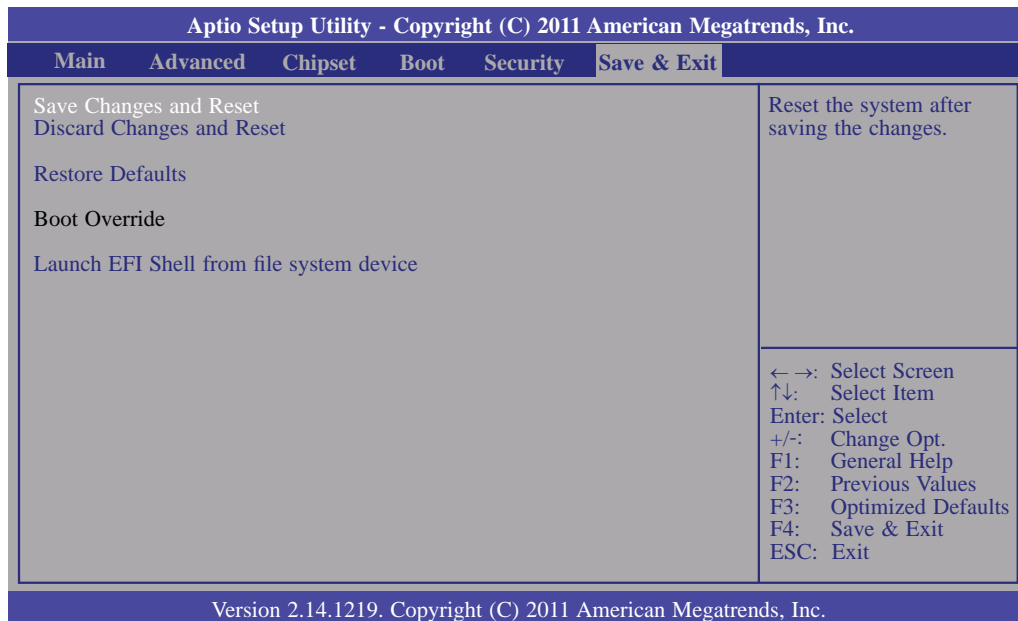 Aptio Setup Utility - Copyright (C) 2011 American Megatrends, Inc.
Main Advanced Chipset Boot Security Save & Exit
Save Changes and Reset
Discard Changes and Reset
Restore Defaults
Boot Override
Launch EFI Shell from file system device
Reset the system after
saving the changes.
← →: Select Screen
↑↓: Select Item
Enter: Select
+/-: Change Opt.
F1: General Help
F2: Previous Values
F3: Optimized Defaults
F4: Save & Exit
ESC: Exit
Version 2.14.1219. Copyright (C) 2011 American Megatrends, Inc.